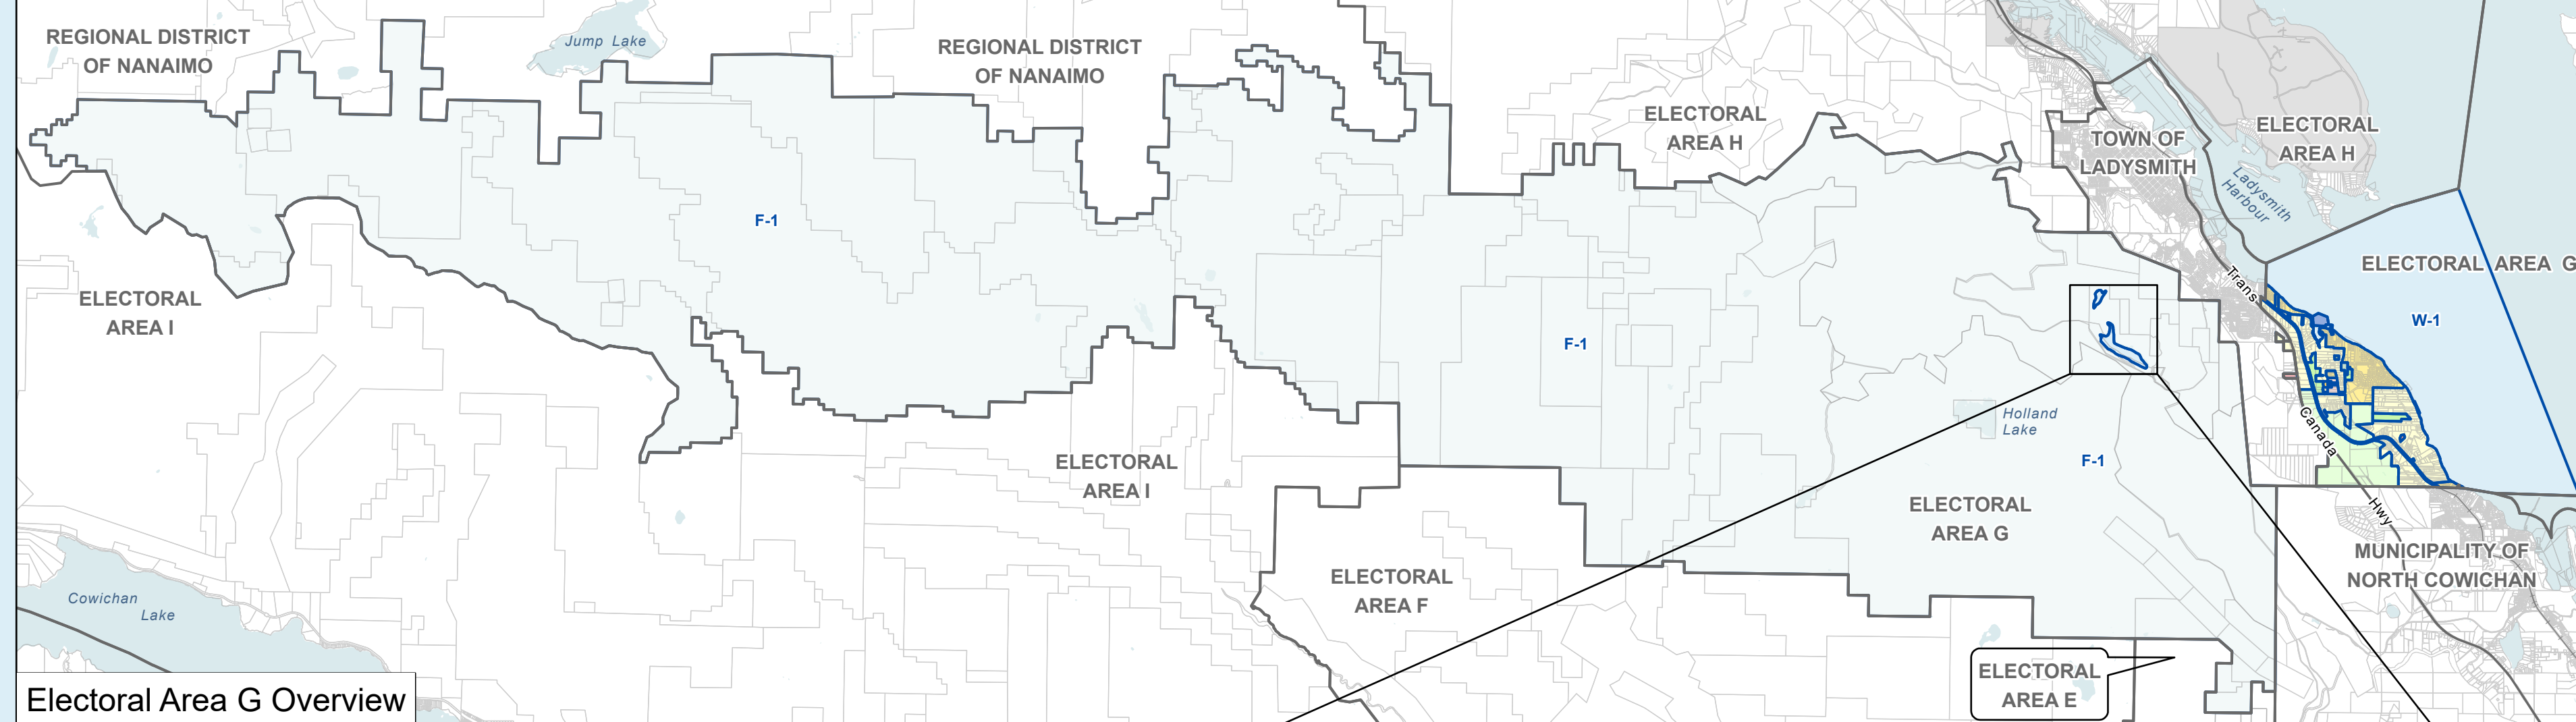 REGIONAL DISTRICT
OF NANAIMO
Jump Lake
REGIONAL DISTRICT
OF NANAIMO
ELECTORAL
AREA H
TOWN OF
LADYSMITH
ELECTORAL
AREA H
Ladysmith
Harbour
F-1
ELECTORAL AREA G
ELECTORAL
AREA I
Trans
W-1
F-1
Holland
Lake
Canada
F-1
ELECTORAL
AREA I
ELECTORAL
AREA G
Hwy
MUNICIPALITY OF
NORTH COWICHAN
ELECTORAL
AREA F
Cowichan
Lake
ELECTORAL
AREA E
Electoral Area G Overview